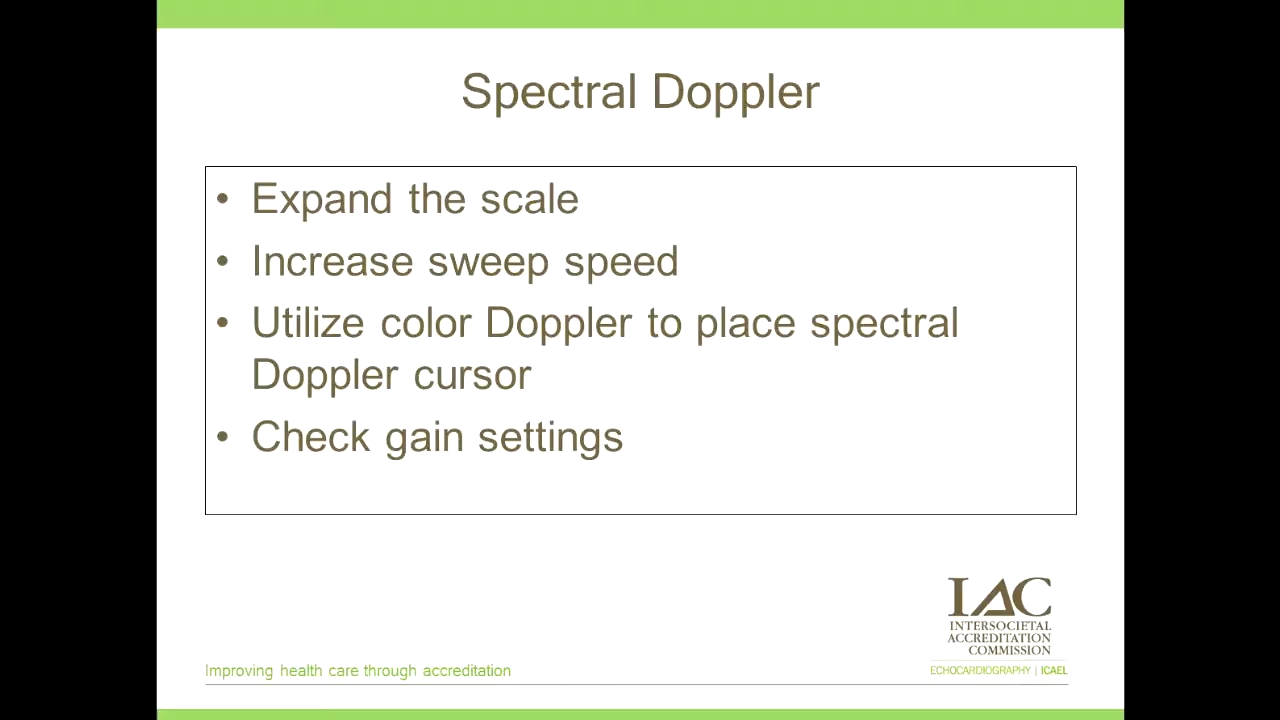 Spectral Doppler
• Expand the scale
• Increase sweep speed
• Utilize color Doppler to place spectral
Doppler cursor
• Check gain settings
IAC
INTERSOCIETAL
ACCREDITATION
COMMISSION
ECHOCARDIOGRAPHY | ICAEL
Improving health care through accreditation